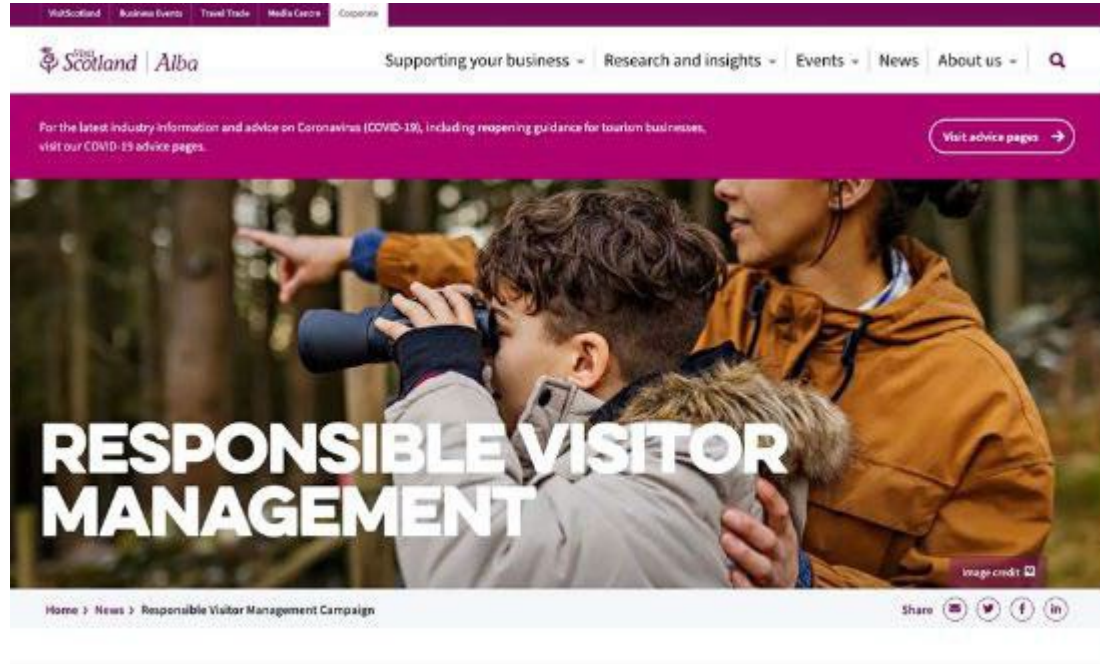 VisitScotland Business Events Travel Trade Media Centre Corporate
Visit Scotland | Alba
Supporting your business Research and insights Events News About us
For the latest industry information and advice on Coronavirus (COVID-19), including reopening guidance for tourism businesses,
visit our COVID-19 advice pages.
Visit advice pages →
RESPONSIBLE VISITOR
MANAGEMENT
Image credit
Home > News > Responsible Visitor Management Campaign
Share